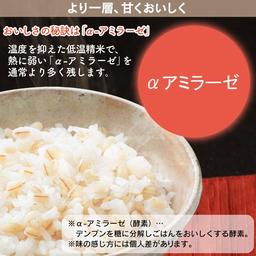 より一層、甘くおいしく
おいしさの秘訣は「α-アミラーゼ」
温度を抑えた低温精米で、
熱に弱い「α-アミラーゼ」を
通常より多く残します。
αアミラーゼ
※α-アミラーゼ（酵素）…
デンプンを糖に分解しごはんをおいしくする酵素。
※味の感じ方には個人差があります。